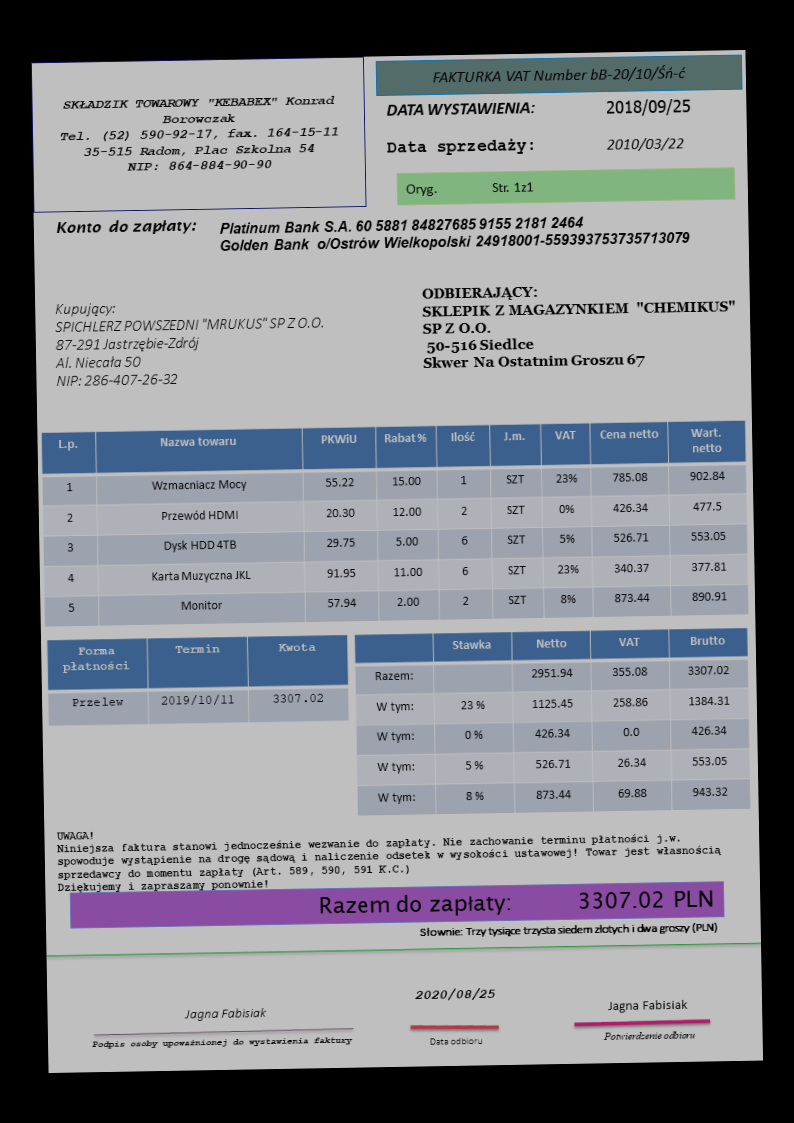 SKŁADZIK TOWAROWY "KEBABEX" Konrad
Borowczak
Tel. (52) 590-92-17, fax. 164-15-11
35-515 Radom, Plac Szkolna 54
NIP: 864-884-90-90
FAKTURKA VAT Number bB-20/10/Śń-ć
DATA WYSTAWIENIA: 2018/09/25
Data sprzedaży: 2010/03/22
Oryg. Str. 1z1
Konto do zapłaty: Platinum Bank S.A. 60 5881 84827685 9155 2181 2464
Golden Bank o/Ostrów Wielkopolski 24918001-559393753735713079
Kupujący:
SPICHLERZ POWSZEDNI "MRUKUS" SP Z O.O.
87-291 Jastrzębie-Zdrój
Al. Niecała 50
NIP: 286-407-26-32
ODBIERAJĄCY:
SKLEPIK Z MAGAZYNKIEM "CHEMIKUS"
SP Z O.O.
50-516 Siedlce
Skwer Na Ostatnim Groszu 67
L.p. Nazwa towaru PKWiU Rabat % Ilość J.m. VAT Cena netto Wart. netto
1 Wzmacniacz Mocy 55.22 15.00 1 SZT 23% 785.08 902.84
2 Przewód HDMI 20.30 12.00 2 SZT 0% 426.34 477.5
3 Dysk HDD 4TB 29.75 5.00 6 SZT 5% 526.71 553.05
4 Karta Muzyczna JKL 91.95 11.00 6 SZT 23% 340.37 377.81
5 Monitor 57.94 2.00 2 SZT 8% 873.44 890.91
Forma płatności Termin Kwota
Przelew 2019/10/11 3307.02
Stawka Netto VAT Brutto
Razem: 2951.94 355.08 3307.02
W tym: 23 % 1125.45 258.86 1384.31
W tym: 0 % 426.34 0.0 426.34
W tym: 5 % 526.71 26.34 553.05
W tym: 8 % 873.44 69.88 943.32
UWAGA!
Niniejsza faktura stanowi jednocześnie wezwanie do zapłaty. Nie zachowanie terminu płatności j.w.
spowoduje wystąpienie na drogę sądową i naliczenie odsetek w wysokości ustawowej! Towar jest własnością
sprzedawcy do momentu zapłaty (Art. 589, 590, 591 K.C.)
Dziękujemy i zapraszamy ponownie!
Razem do zapłaty: 3307.02 PLN
Słownie: Trzy tysiące trzysta siedem złotych i dwa groszy (PLN)
Jagna Fabisiak
Podpis osoby upoważnionej do wystawienia faktury
2020/08/25
Data odbioru
Jagna Fabisiak
Potwierdzenie odbioru